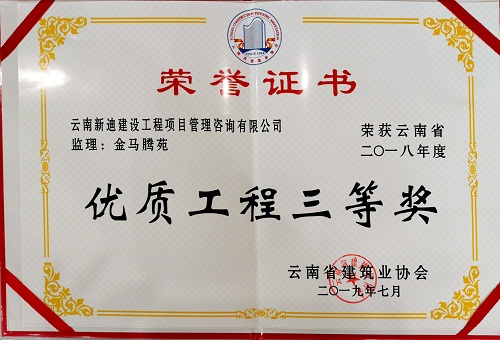 荣誉证书
云南新迪建设工程项目管理咨询有限公司
监理：金马腾苑
荣获云南省
二〇一八年度
优质工程三等奖
云南省建筑业协会
二〇一九年七月